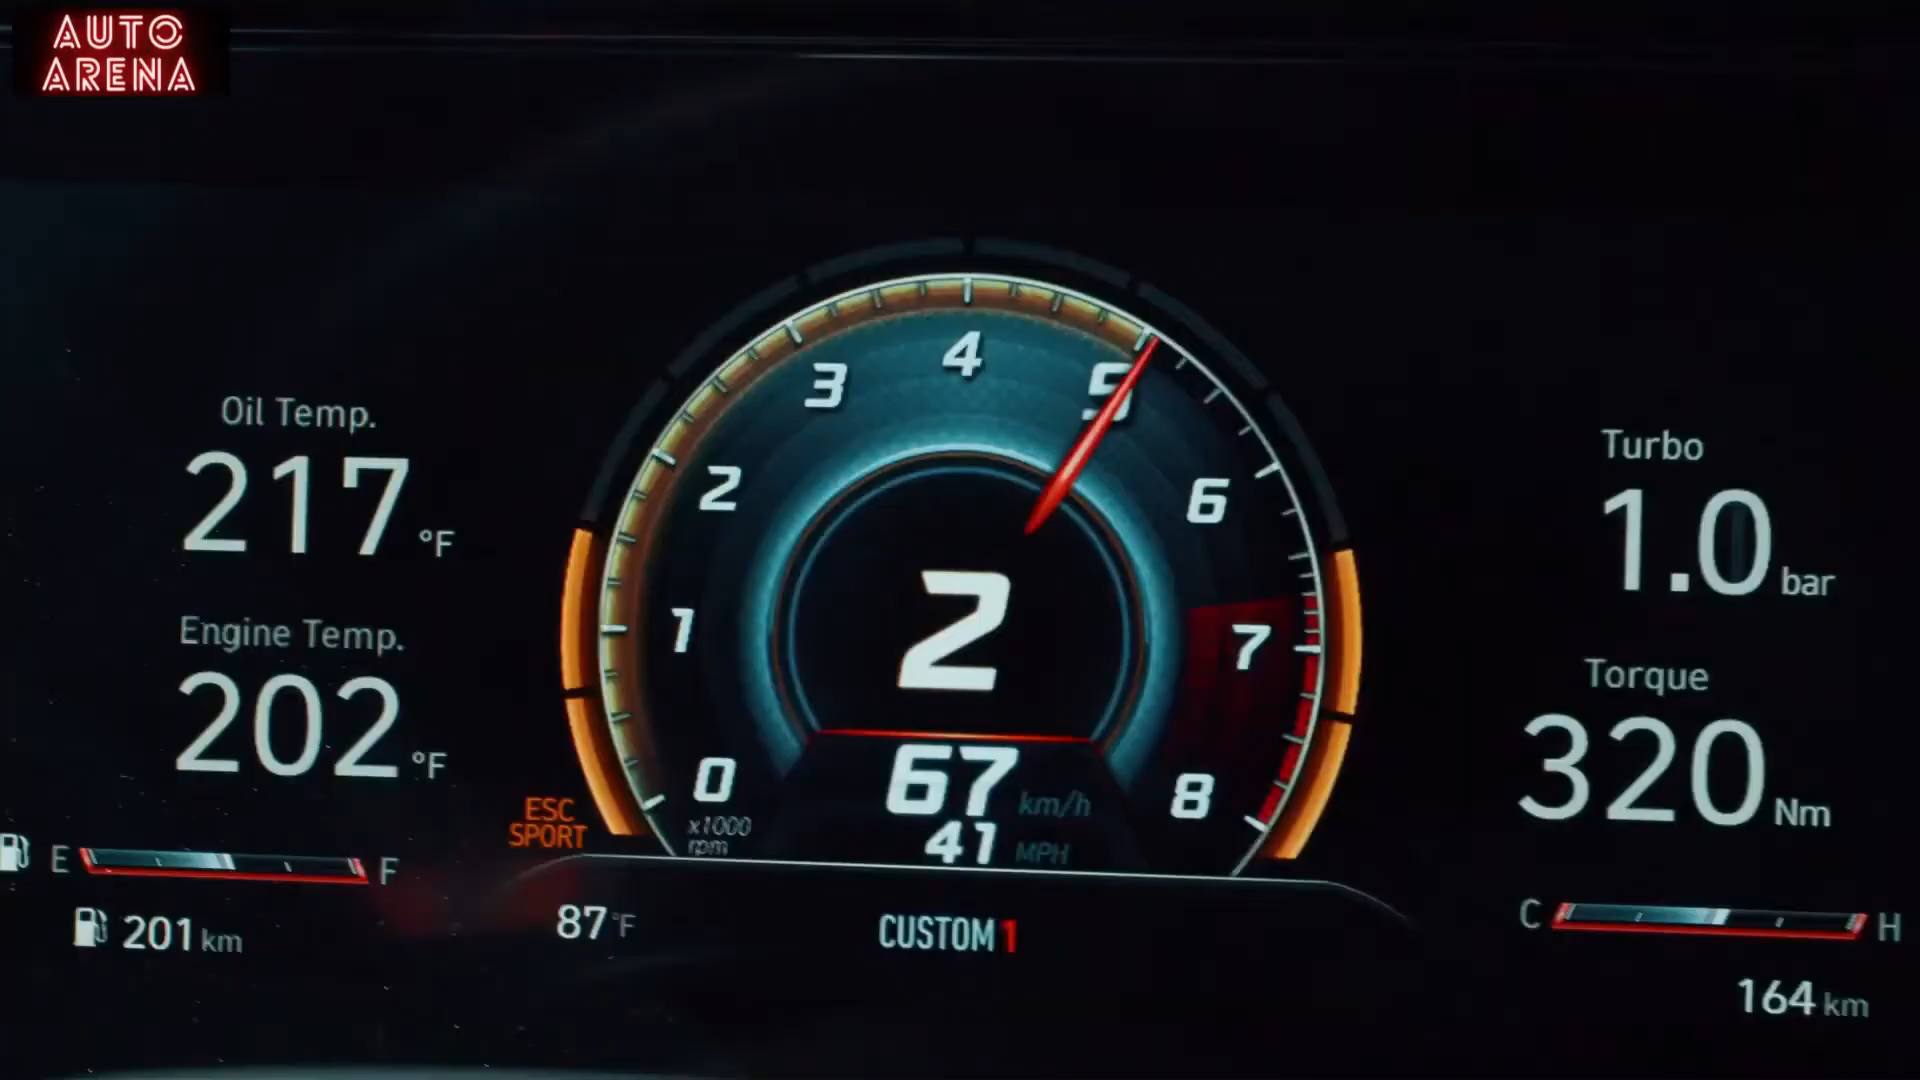 AUTO
ARENA
Oil Temp.
217 °F
Engine Temp.
202 °F
E F
201 km
ESC
SPORT
0 1 2 3 4 5 6 7 8
x1000
rpm
2
67 km/h
41 MPH
87 °F
CUSTOM 1
Turbo
1.0 bar
Torque
320 Nm
C H
164 km